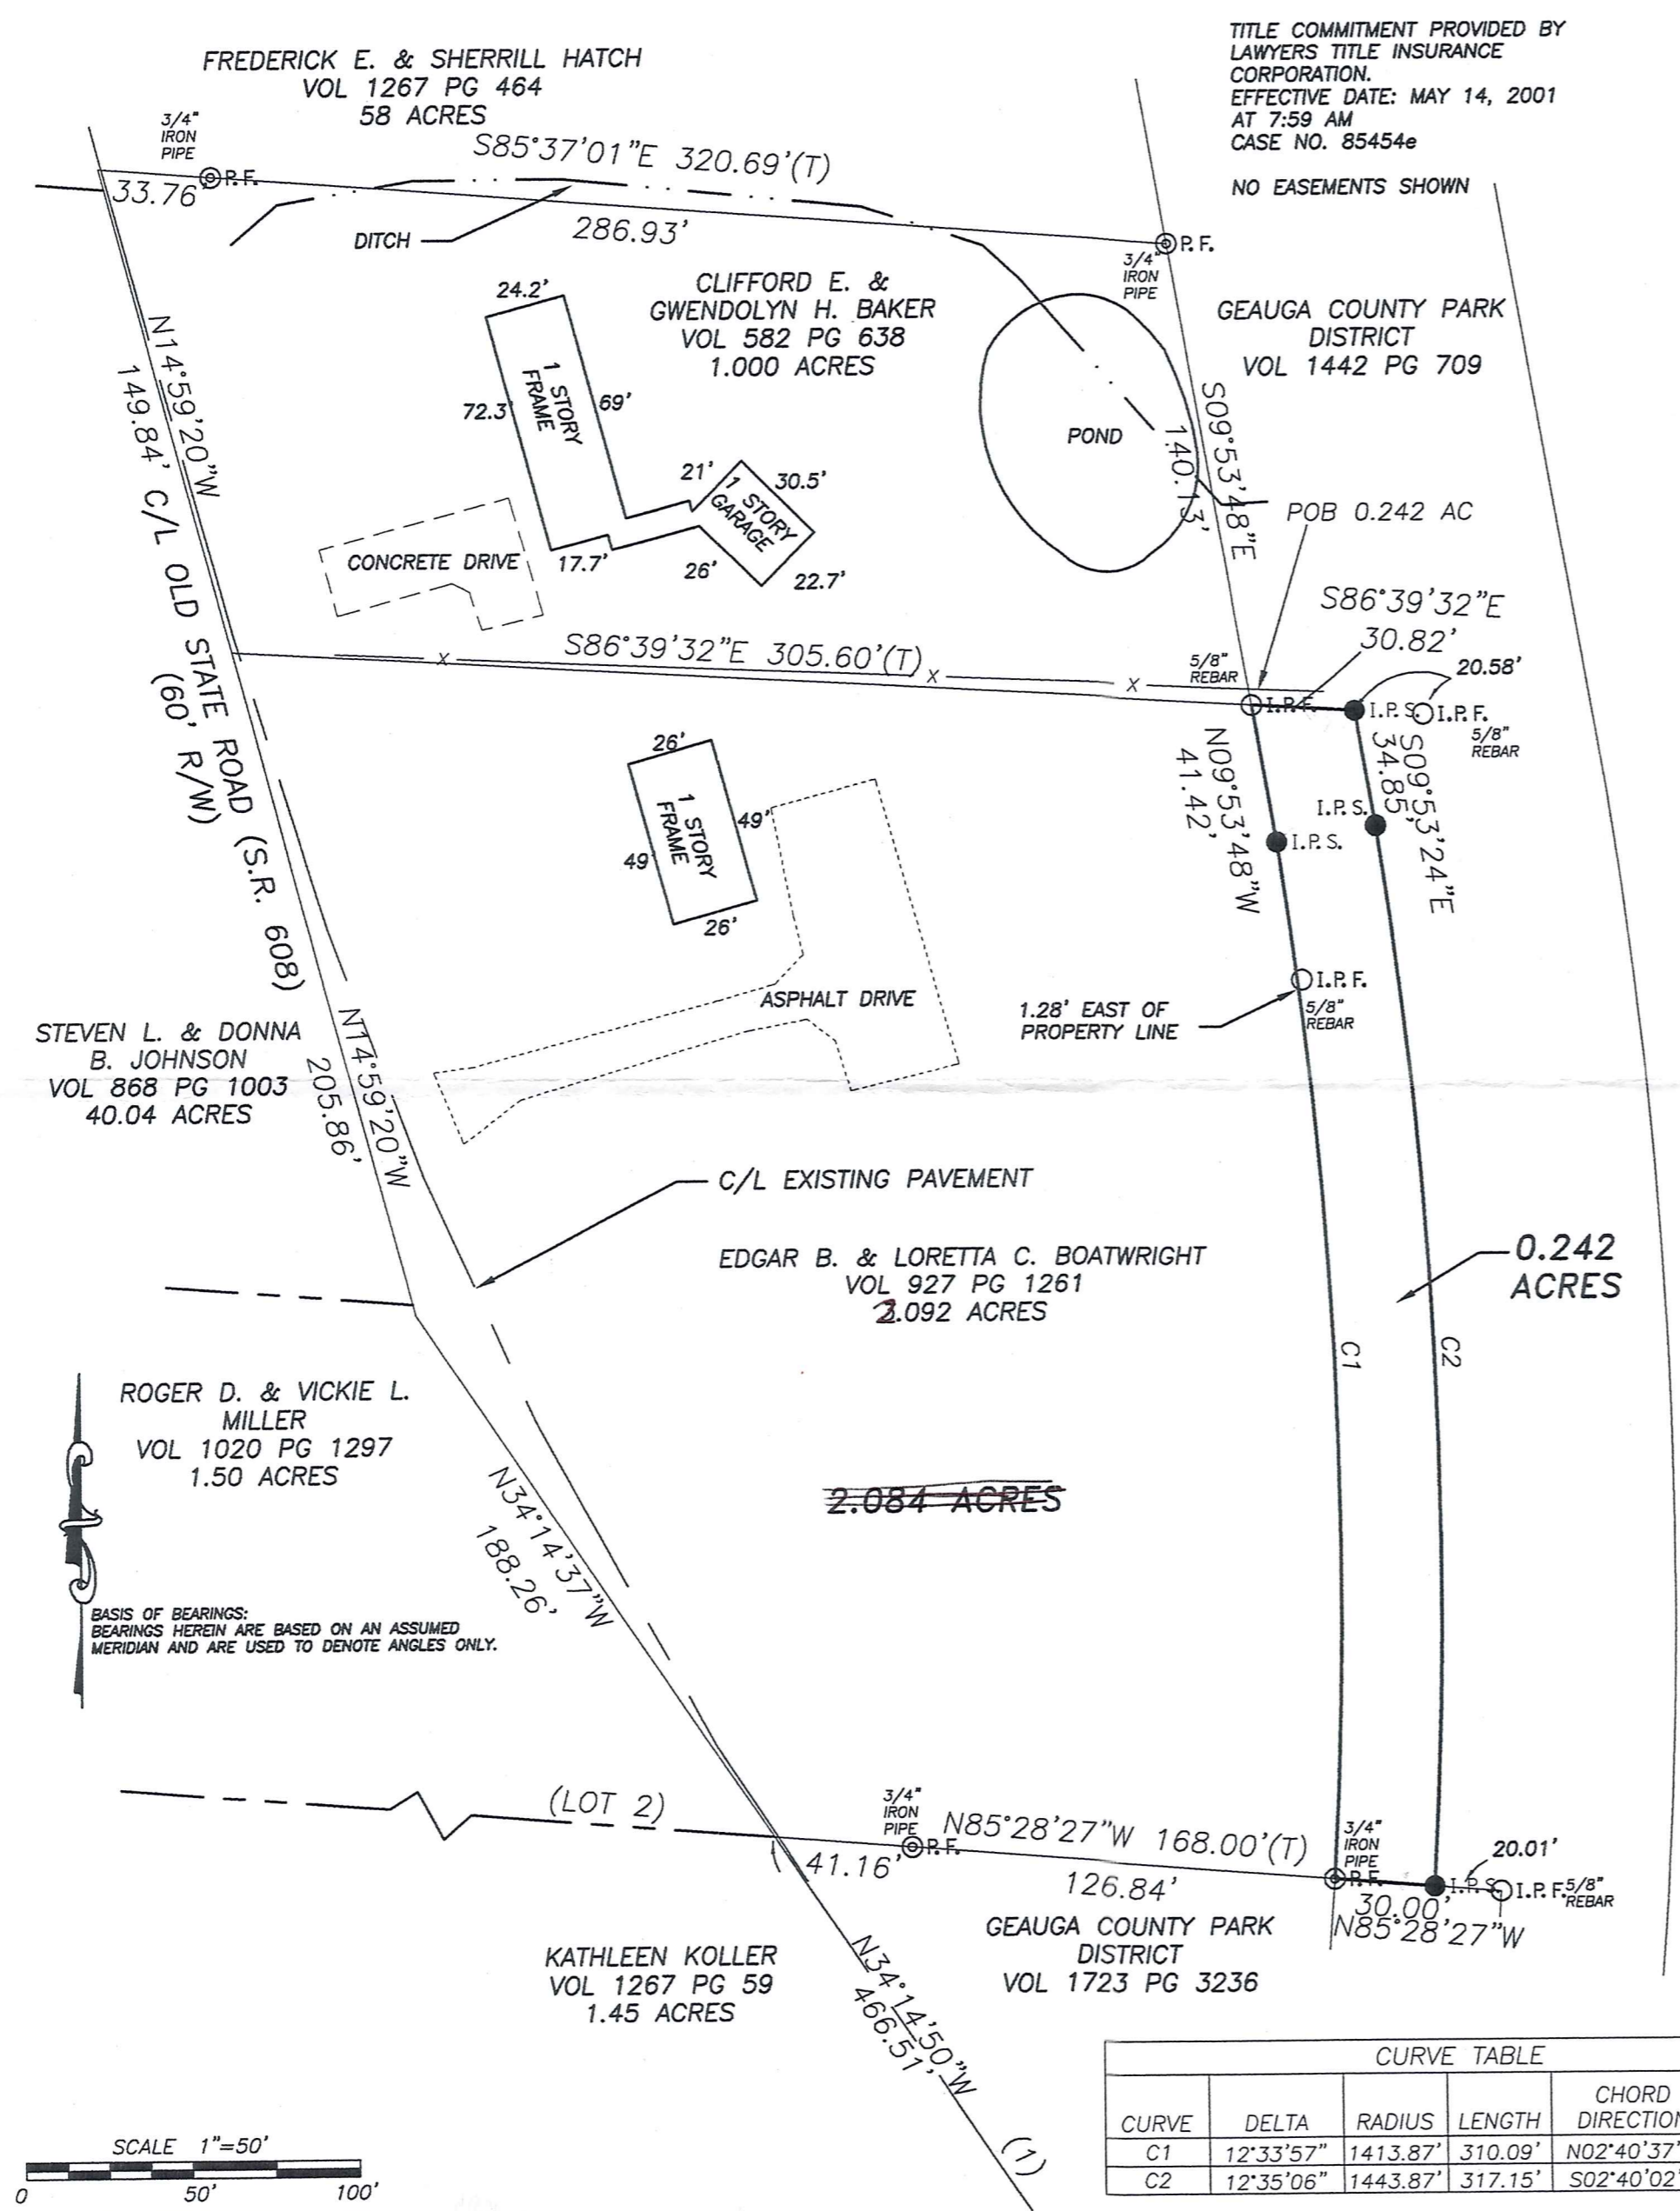 TITLE COMMITMENT PROVIDED BY
LAWYERS TITLE INSURANCE
CORPORATION.
EFFECTIVE DATE: MAY 14, 2001
AT 7:59 AM
CASE NO. 85454e
NO EASEMENTS SHOWN
FREDERICK E. & SHERRILL HATCH
VOL 1267 PG 464
58 ACRES
3/4"
IRON
PIPE
P.F.
33.76'
S85°37'01"E 320.69'(T)
286.93'
DITCH
P.F.
3/4"
IRON
PIPE
24.2'
CLIFFORD E. &
GWENDOLYN H. BAKER
VOL 582 PG 638
1.000 ACRES
GEAUGA COUNTY PARK
DISTRICT
VOL 1442 PG 709
N14°59'20"W
149.84'
C/L OLD STATE ROAD (S.R. 608)
(60' R/W)
1 STORY
FRAME
72.3'
69'
POND
S09°53'48"E
140.13'
21'
30.5'
1 STORY
GARAGE
POB 0.242 AC
CONCRETE DRIVE
17.7'
26'
22.7'
S86°39'32"E
30.82'
S86°39'32"E 305.60'(T)
X
X
X
5/8"
REBAR
20.58'
I.P.F.
I.P.S.
I.P.F.
5/8"
REBAR
26'
N09°53'48"W
41.42'
S09°53'24"E
34.85'
1 STORY
FRAME
49'
49'
I.P.S.
I.P.S.
26'
ASPHALT DRIVE
I.P.F.
5/8"
REBAR
1.28' EAST OF
PROPERTY LINE
STEVEN L. & DONNA
B. JOHNSON
VOL 868 PG 1003
40.04 ACRES
N14°59'20"W
205.86'
C/L EXISTING PAVEMENT
EDGAR B. & LORETTA C. BOATWRIGHT
VOL 927 PG 1261
2.092 ACRES
0.242
ACRES
C1
C2
ROGER D. & VICKIE L.
MILLER
VOL 1020 PG 1297
1.50 ACRES
2.084 ACRES
N34°14'37"W
188.26'
BASIS OF BEARINGS:
BEARINGS HEREIN ARE BASED ON AN ASSUMED
MERIDIAN AND ARE USED TO DENOTE ANGLES ONLY.
(LOT 2)
3/4"
IRON
PIPE
P.F.
N85°28'27"W 168.00'(T)
41.16'
126.84'
3/4"
IRON
PIPE
P.F.
20.01'
I.P.S.
I.P.F.
5/8"
REBAR
30.00'
N85°28'27"W
GEAUGA COUNTY PARK
DISTRICT
VOL 1723 PG 3236
KATHLEEN KOLLER
VOL 1267 PG 59
1.45 ACRES
N34°14'50"W
466.51'
(1)
CURVE TABLE
CURVE DELTA RADIUS LENGTH CHORD DIRECTION
C1 12°33'57" 1413.87' 310.09' N02°40'37"
C2 12°35'06" 1443.87' 317.15' S02°40'02"
SCALE 1"=50'
0 50' 100'